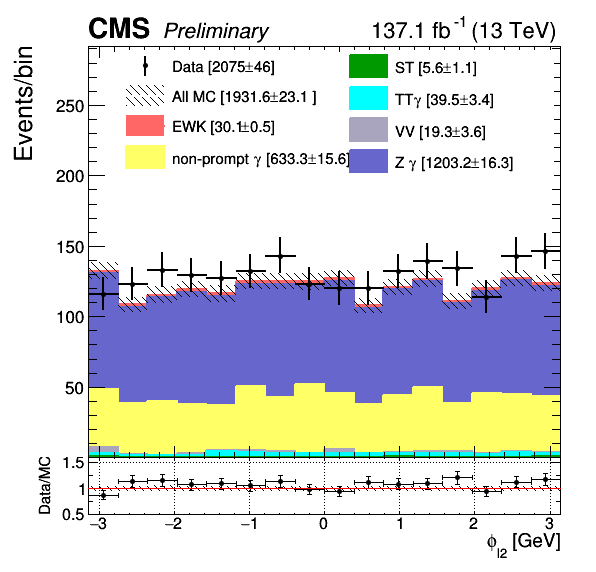 CMS Preliminary 137.1 fb⁻¹ (13 TeV)
Events/bin
Data [2075±46]
All MC [1931.6±23.1 ]
EWK [30.1±0.5]
non-prompt γ [633.3±15.6]
ST [5.6±1.1]
TTγ [39.5±3.4]
VV [19.3±3.6]
Z γ [1203.2±16.3]
250
200
150
100
50
Data/MC
1.5
1
0.5
−3 −2 −1 0 1 2 3
ϕ_l2 [GeV]